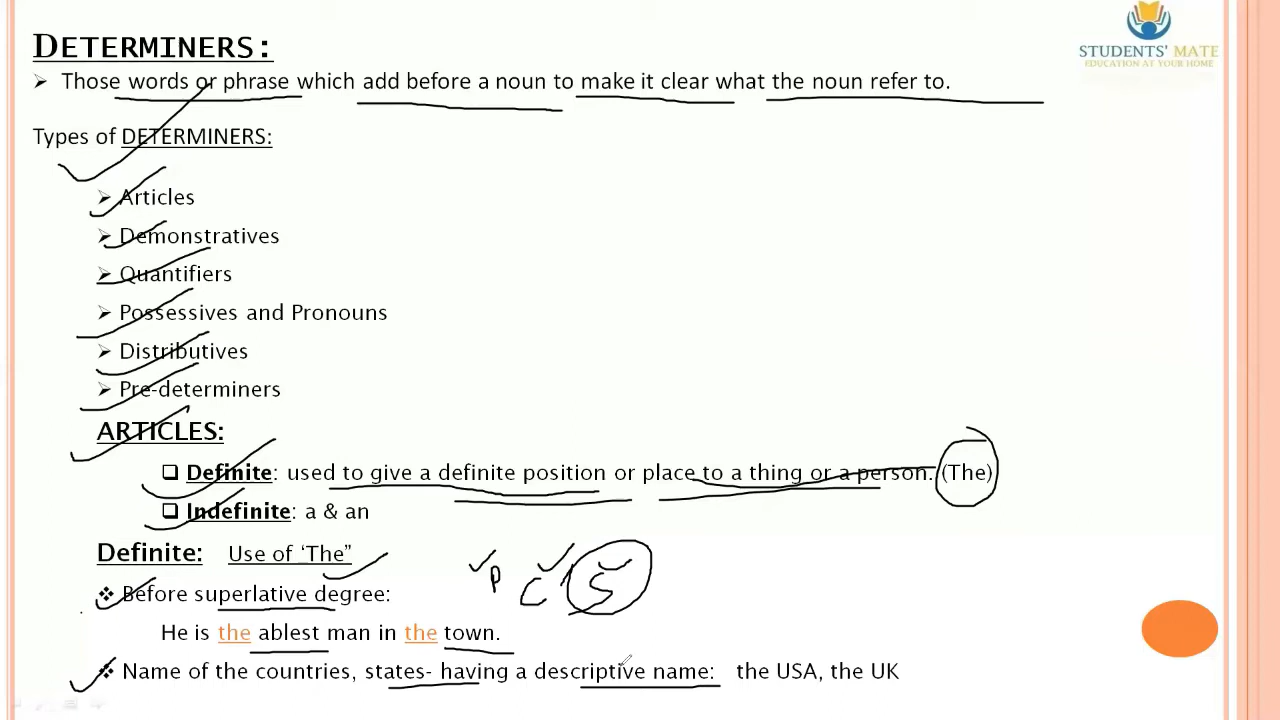 DETERMINERS:
STUDENTS' MATE
EDUCATION AT YOUR HOME
Those words or phrase which add before a noun to make it clear what the noun refer to.
Types of DETERMINERS:
Articles
Demonstratives
Quantifiers
Possessives and Pronouns
Distributives
Pre-determiners
ARTICLES:
Definite: used to give a definite position or place to a thing or a person. (The)
Indefinite: a & an
Definite: Use of ‘The”
P C S
Before superlative degree:
He is the ablest man in the town.
Name of the countries, states- having a descriptive name: the USA, the UK